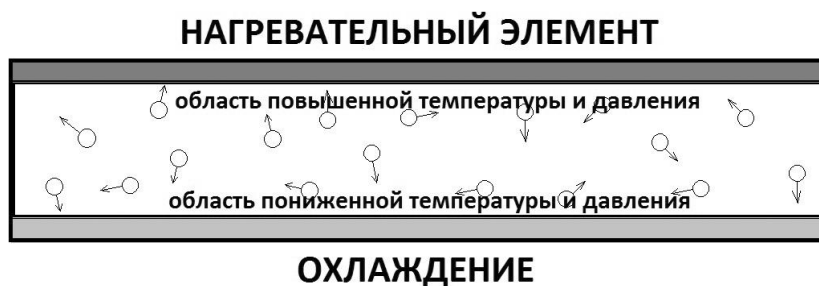 НАГРЕВАТЕЛЬНЫЙ ЭЛЕМЕНТ
область повышенной температуры и давления
область пониженной температуры и давления
ОХЛАЖДЕНИЕ